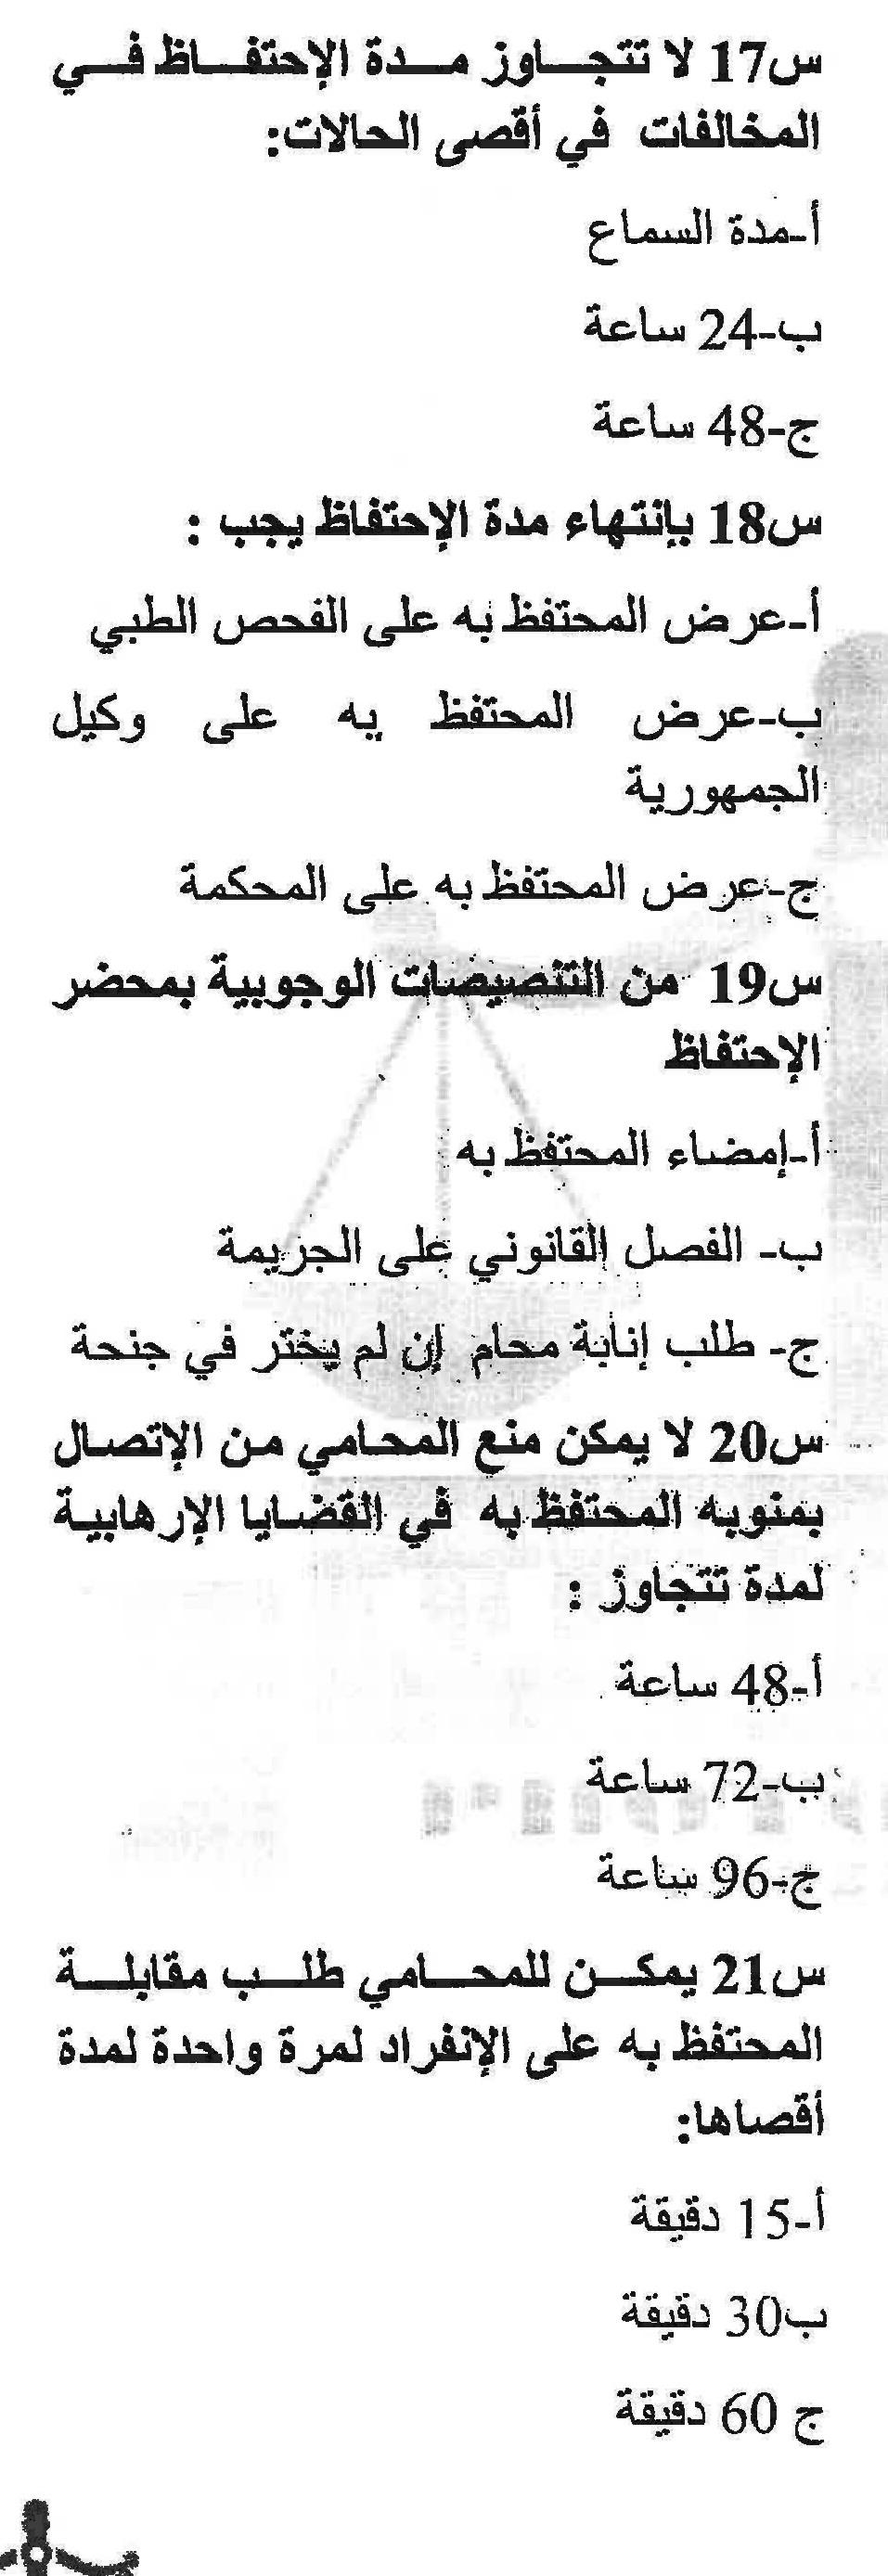 س17 لا تتجاوز مدة الإحتفاظ في
المخالفات في أقصى الحالات:
أ-مدة السماع
ب-24 ساعة
ج-48 ساعة
س18 بإنتهاء مدة الإحتفاظ يجب :
أ-عرض المحتفظ به على الفحص الطبي
ب-عرض المحتفظ به على وكيل
الجمهورية
ج-عرض المحتفظ به على المحكمة
س19 من التنصيصات الوجوبية بمحضر
الإحتفاظ
أ-إمضاء المحتفظ به
ب- الفصل القانوني على الجريمة
ج- طلب إنابة محام إن لم يختر في جنحة
س20 لا يمكن منع المحامي من الإتصال
بمنوبه المحتفظ به في القضايا الإرهابية
لمدة تتجاوز :
أ-48 ساعة
ب-72 ساعة
ج-96 ساعة
س21 يمكن للمحامي طلب مقابلة
المحتفظ به على الإنفراد لمرة واحدة لمدة
أقصاها:
أ-15 دقيقة
ب30 دقيقة
ج 60 دقيقة